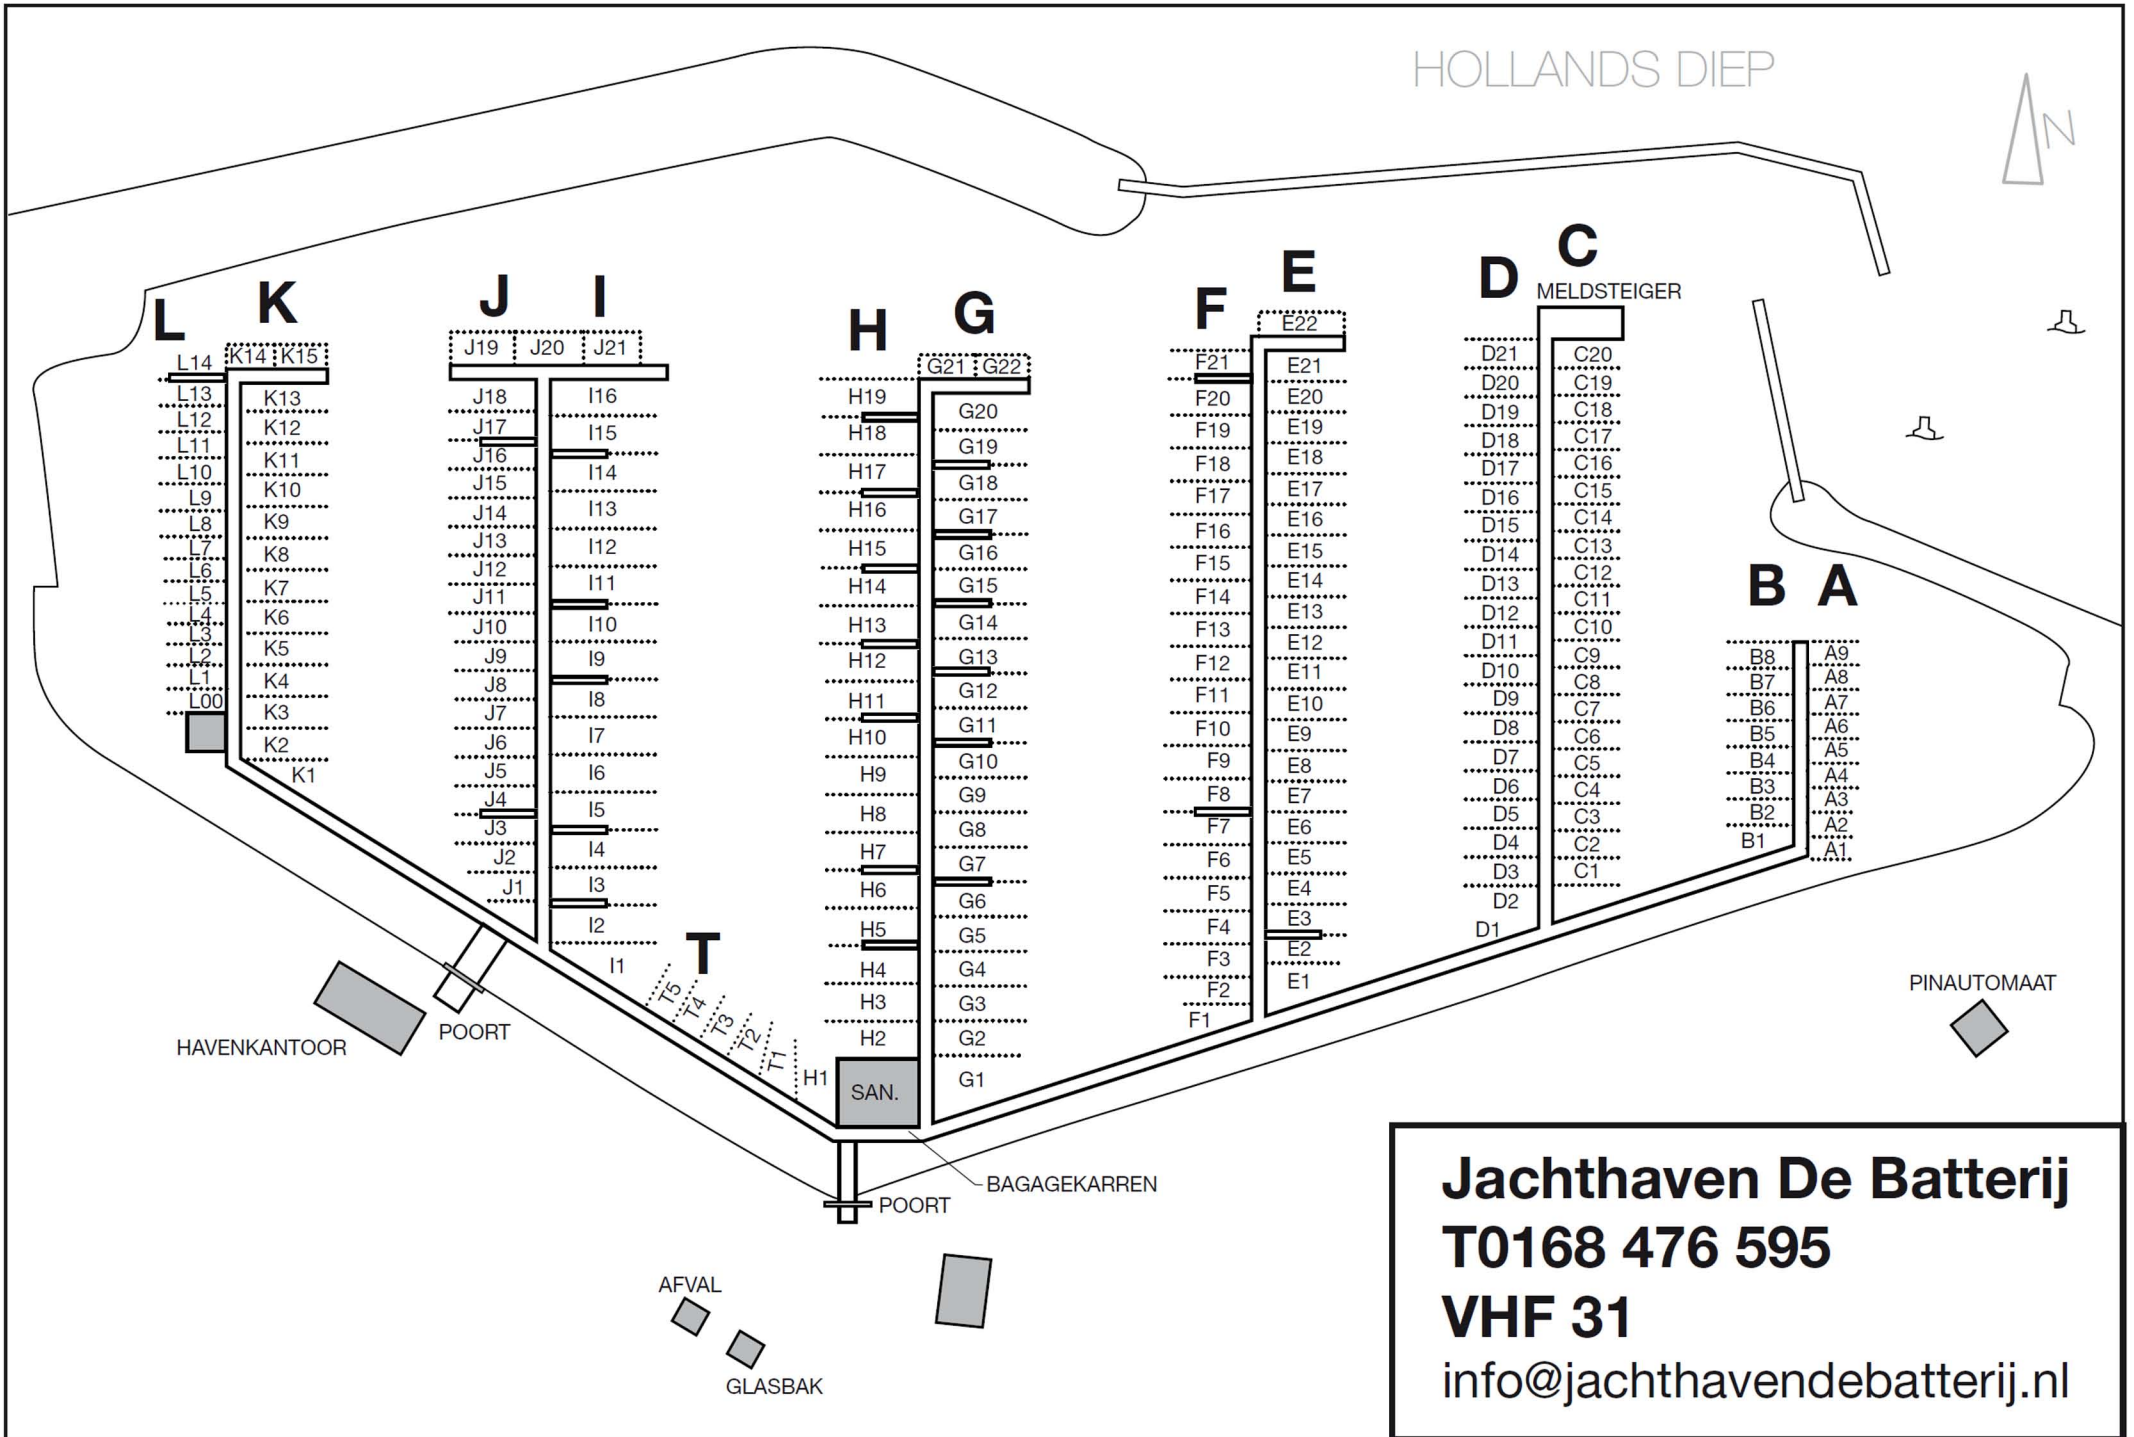 HOLLANDS DIEP
N
L
K
J
I
H
G
F
E
D
C
MELDSTEIGER
B
A
T
L14
L13
L12
L11
L10
L9
L8
L7
L6
L5
L4
L3
L2
L1
L00
K14 K15
K13
K12
K11
K10
K9
K8
K7
K6
K5
K4
K3
K2
K1
J19 J20 J21
J18
J17
J16
J15
J14
J13
J12
J11
J10
J9
J8
J7
J6
J5
J4
J3
J2
J1
I16
I15
I14
I13
I12
I11
I10
I9
I8
I7
I6
I5
I4
I3
I2
I1
T5
T4
T3
T2
T1
H19
H18
H17
H16
H15
H14
H13
H12
H11
H10
H9
H8
H7
H6
H5
H4
H3
H2
H1
SAN.
G21 G22
G20
G19
G18
G17
G16
G15
G14
G13
G12
G11
G10
G9
G8
G7
G6
G5
G4
G3
G2
G1
F21
F20
F19
F18
F17
F16
F15
F14
F13
F12
F11
F10
F9
F8
F7
F6
F5
F4
F3
F2
F1
E22
E21
E20
E19
E18
E17
E16
E15
E14
E13
E12
E11
E10
E9
E8
E7
E6
E5
E4
E3
E2
E1
D21
D20
D19
D18
D17
D16
D15
D14
D13
D12
D11
D10
D9
D8
D7
D6
D5
D4
D3
D2
D1
C20
C19
C18
C17
C16
C15
C14
C13
C12
C11
C10
C9
C8
C7
C6
C5
C4
C3
C2
C1
B8
B7
B6
B5
B4
B3
B2
B1
A9
A8
A7
A6
A5
A4
A3
A2
A1
HAVENKANTOOR
POORT
PINAUTOMAAT
BAGAGEKARREN
POORT
AFVAL
GLASBAK
Jachthaven De Batterij
T0168 476 595
VHF 31
info@jachthavendebatterij.nl